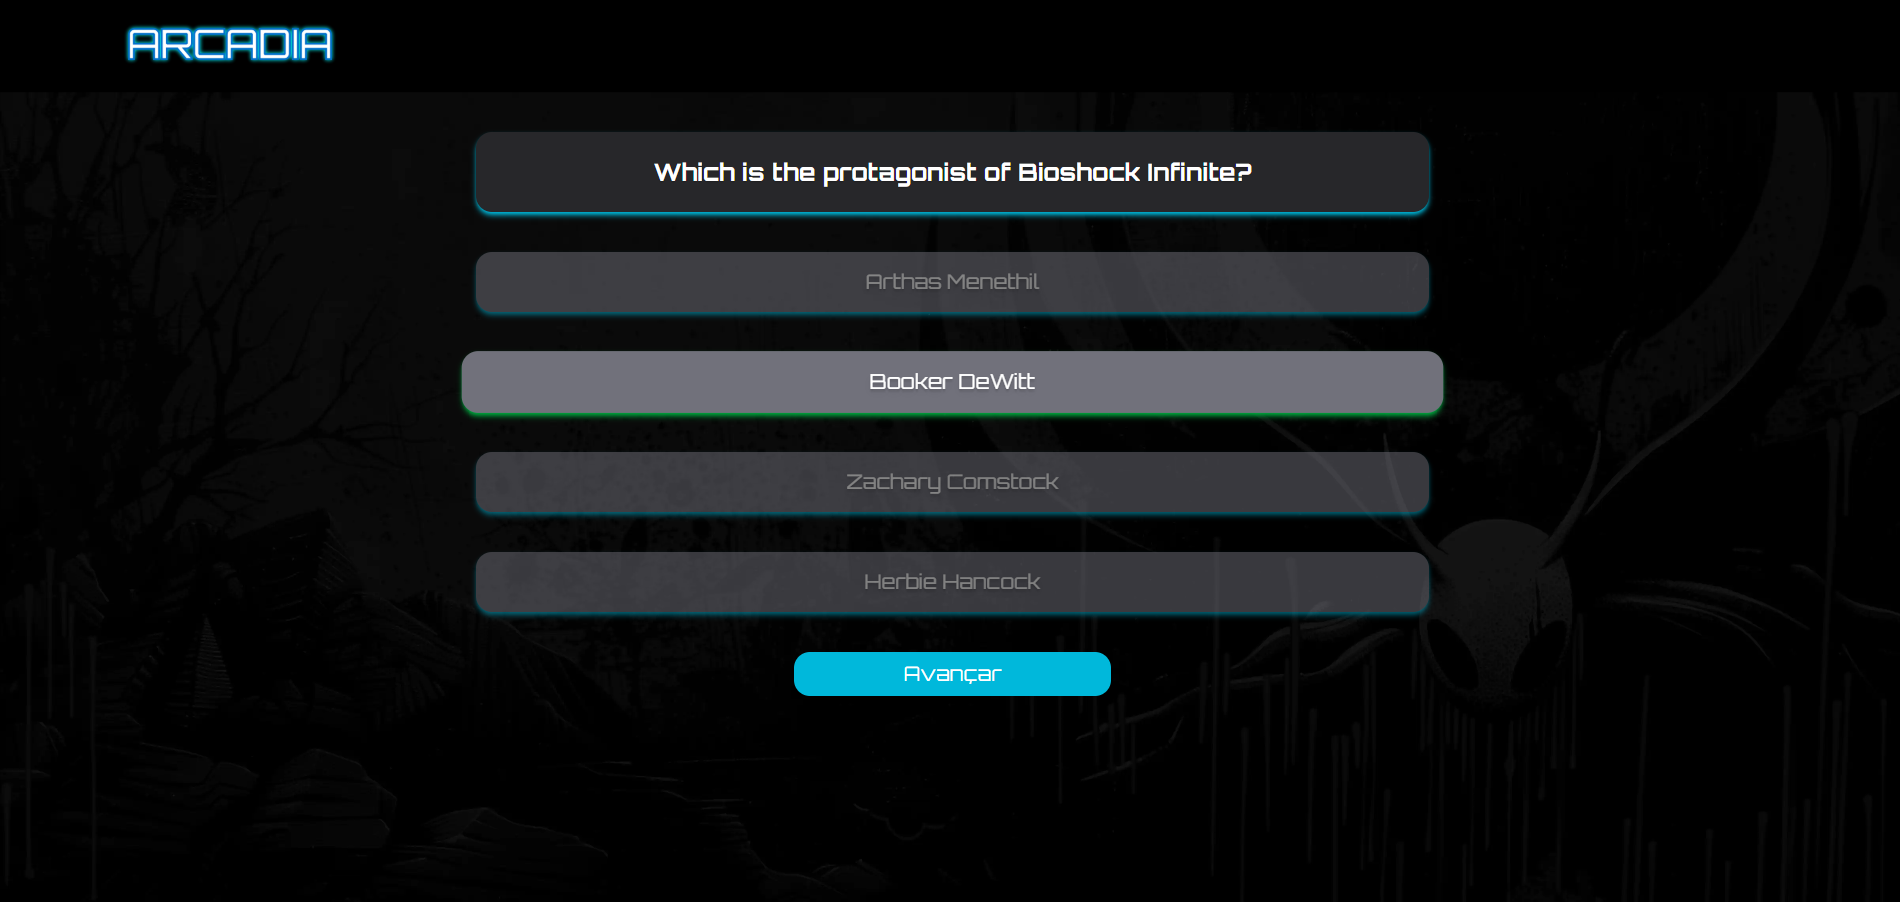 ARCADIA
Which is the protagonist of Bioshock Infinite?
Arthas Menethil
Booker DeWitt
Zachary Comstock
Herbie Hancock
Avançar